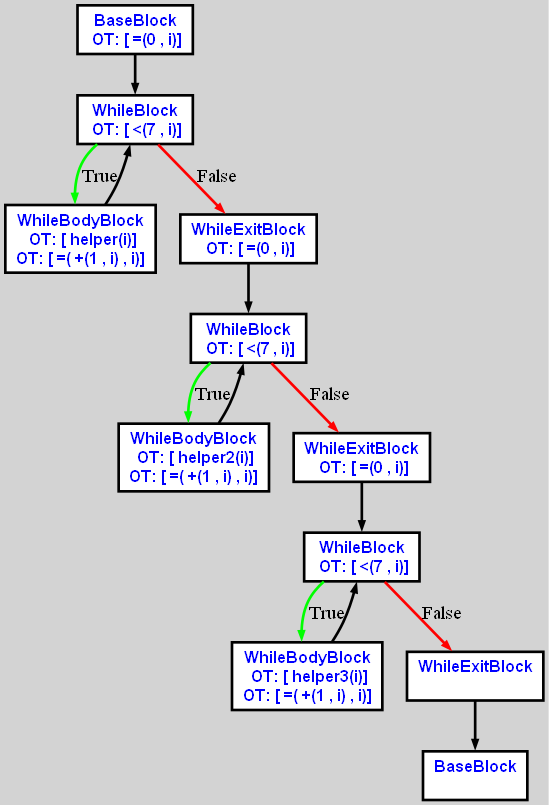 BaseBlock
OT: [ =(0 , i)]
WhileBlock
OT: [ <(7 , i)]
True
False
WhileBodyBlock
OT: [ helper(i)]
OT: [ =( +(1 , i) , i)]
WhileExitBlock
OT: [ =(0 , i)]
WhileBlock
OT: [ <(7 , i)]
True
False
WhileBodyBlock
OT: [ helper2(i)]
OT: [ =( +(1 , i) , i)]
WhileExitBlock
OT: [ =(0 , i)]
WhileBlock
OT: [ <(7 , i)]
True
False
WhileBodyBlock
OT: [ helper3(i)]
OT: [ =( +(1 , i) , i)]
WhileExitBlock
BaseBlock